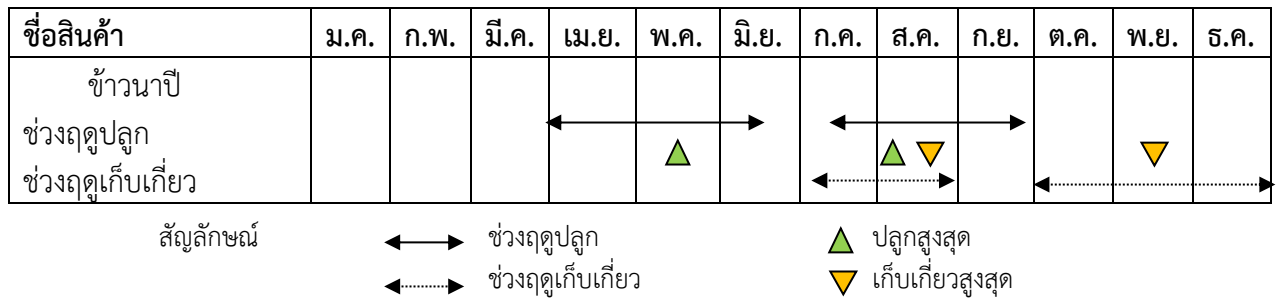 ชื่อสินค้า ม.ค. ก.พ. มี.ค. เม.ย. พ.ค. มิ.ย. ก.ค. ส.ค. ก.ย. ต.ค. พ.ย. ธ.ค.
ข้าวนาปี
ช่วงฤดูปลูก
ช่วงฤดูเก็บเกี่ยว
สัญลักษณ์ ช่วงฤดูปลูก ปลูกสูงสุด
ช่วงฤดูเก็บเกี่ยว เก็บเกี่ยวสูงสุด